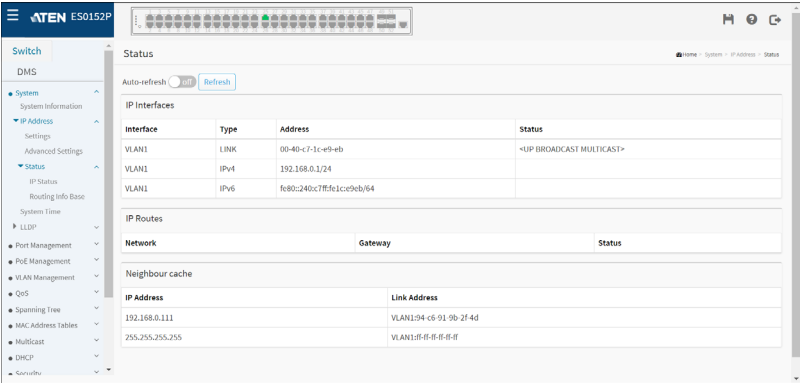 ATEN ES0152P
Switch
DMS
System
System Information
IP Address
Settings
Advanced Settings
Status
IP Status
Routing Info Base
System Time
LLDP
Port Management
PoE Management
VLAN Management
QoS
Spanning Tree
MAC Address Tables
Multicast
DHCP
Security
Status
Home > System > IP Address > Status
Auto-refresh off Refresh
IP Interfaces
Interface Type Address Status
VLAN1 LINK 00-40-c7-1c-e9-eb <UP BROADCAST MULTICAST>
VLAN1 IPv4 192.168.0.1/24
VLAN1 IPv6 fe80::240:c7ff:fe1c:e9eb/64
IP Routes
Network Gateway Status
Neighbour cache
IP Address Link Address
192.168.0.111 VLAN1:94-c6-91-9b-2f-4d
255.255.255.255 VLAN1:ff-ff-ff-ff-ff-ff